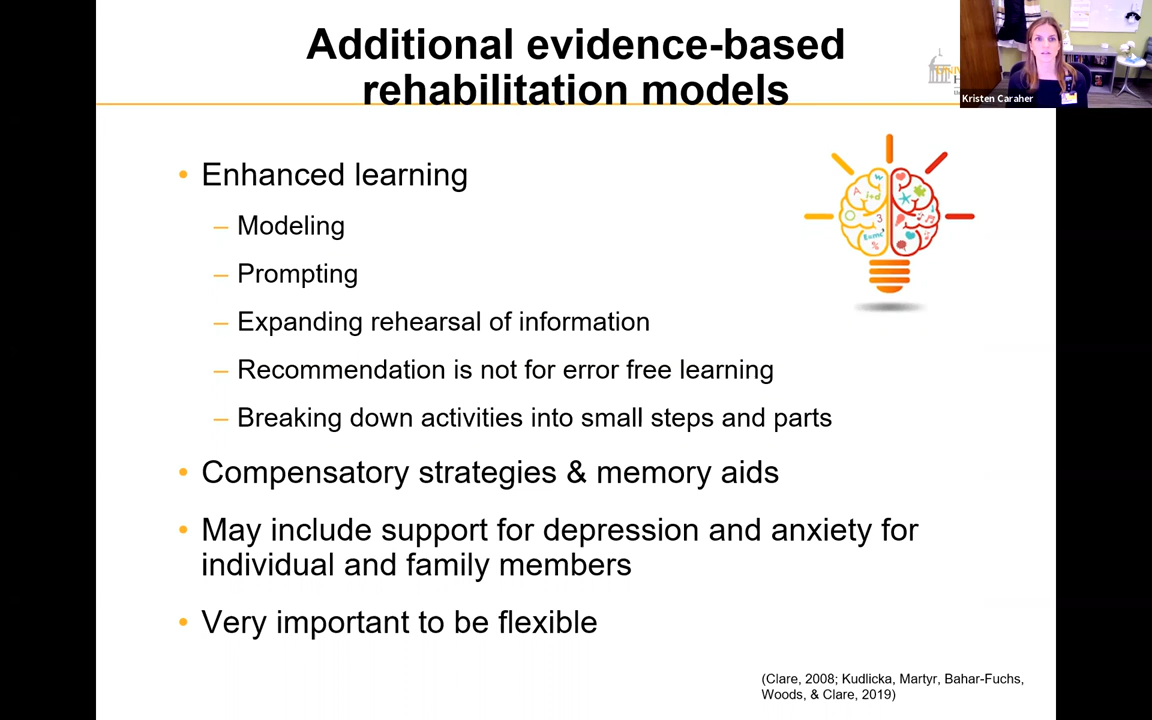 Additional evidence-based
rehabilitation models
Kristen Caraher
• Enhanced learning
– Modeling
– Prompting
– Expanding rehearsal of information
– Recommendation is not for error free learning
– Breaking down activities into small steps and parts
• Compensatory strategies & memory aids
• May include support for depression and anxiety for
individual and family members
• Very important to be flexible
(Clare, 2008; Kudlicka, Martyr, Bahar-Fuchs,
Woods, & Clare, 2019)